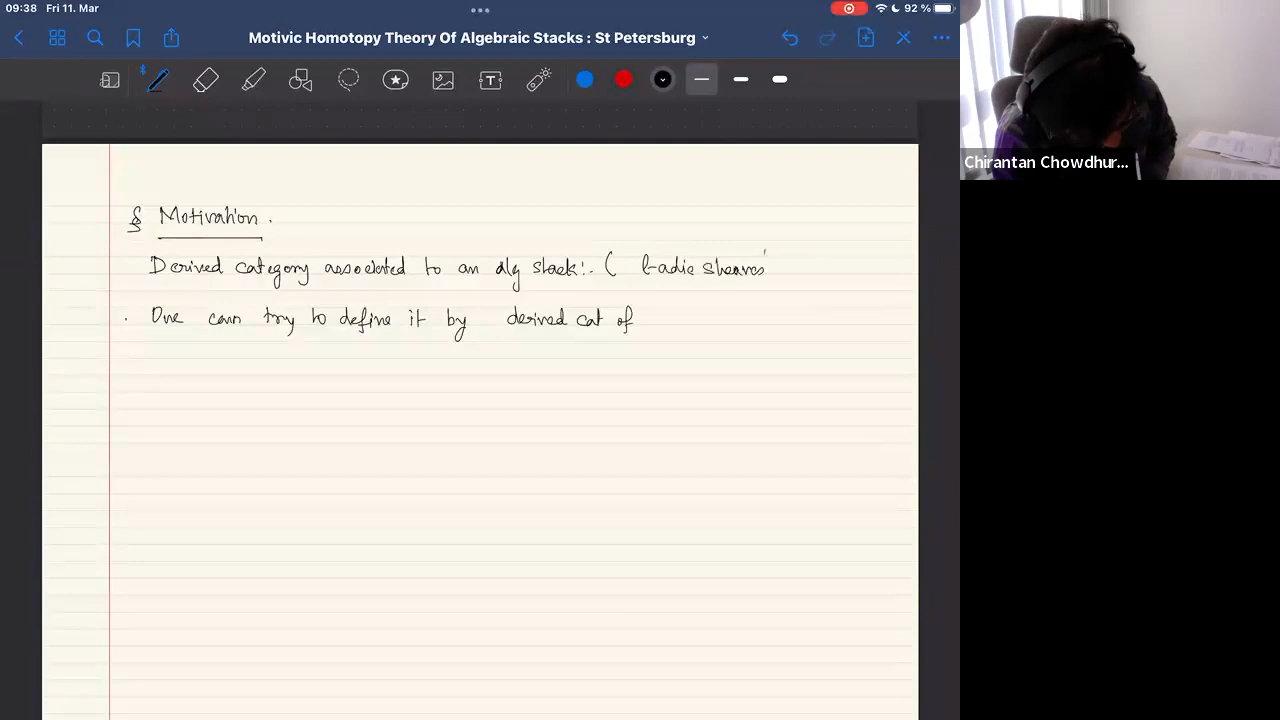 09:38 Fri 11. Mar
92 %
Motivic Homotopy Theory Of Algebraic Stacks : St Petersburg
Chirantan Chowdhur...
§ Motivation.
Derived category associated to an alg stack:. ( l-adic sheaves
. One can try to define it by derived cat of